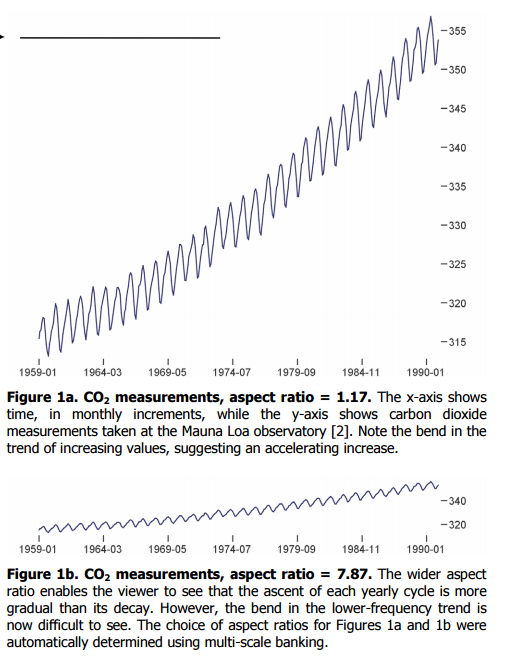 355
350
345
340
335
330
325
320
315
1959-01 1964-03 1969-05 1974-07 1979-09 1984-11 1990-01
Figure 1a. CO₂ measurements, aspect ratio = 1.17. The x-axis shows
time, in monthly increments, while the y-axis shows carbon dioxide
measurements taken at the Mauna Loa observatory [2]. Note the bend in the
trend of increasing values, suggesting an accelerating increase.
340
320
1959-01 1964-03 1969-05 1974-07 1979-09 1984-11 1990-01
Figure 1b. CO₂ measurements, aspect ratio = 7.87. The wider aspect
ratio enables the viewer to see that the ascent of each yearly cycle is more
gradual than its decay. However, the bend in the lower-frequency trend is
now difficult to see. The choice of aspect ratios for Figures 1a and 1b were
automatically determined using multi-scale banking.